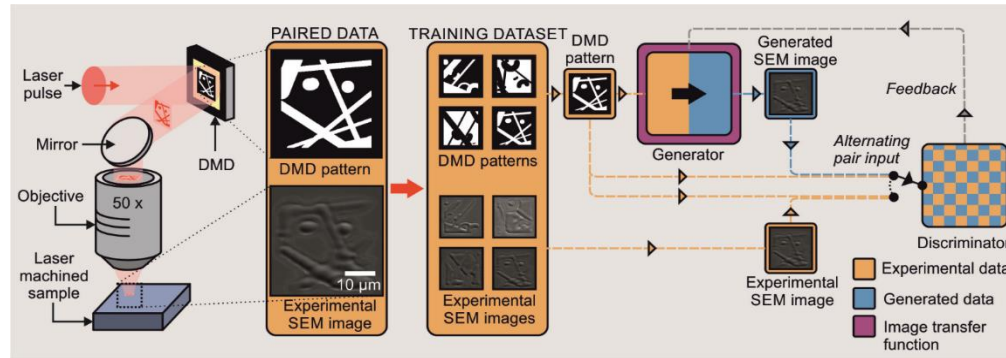 Laser
pulse
Mirror
DMD
Objective
50 x
Laser
machined
sample
PAIRED DATA
DMD pattern
10 μm
Experimental
SEM image
TRAINING DATASET
DMD patterns
Experimental
SEM images
DMD
pattern
Generator
Generated
SEM image
Feedback
Alternating
pair input
Discriminator
Experimental
SEM image
Experimental data
Generated data
Image transfer
function